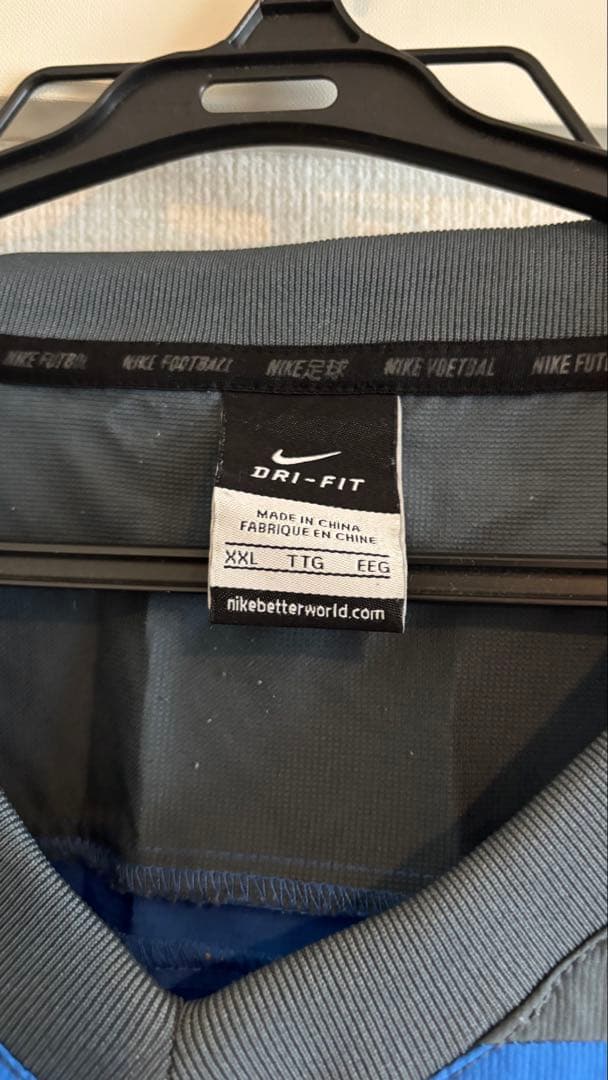 NIKE FUTBOL NIKE FOOTBALL NIKE足球 NIKE VOETBAL NIKE FUT
DRI-FIT
MADE IN CHINA
FABRIQUE EN CHINE
XXL TTG EEG
nikebetterworld.com